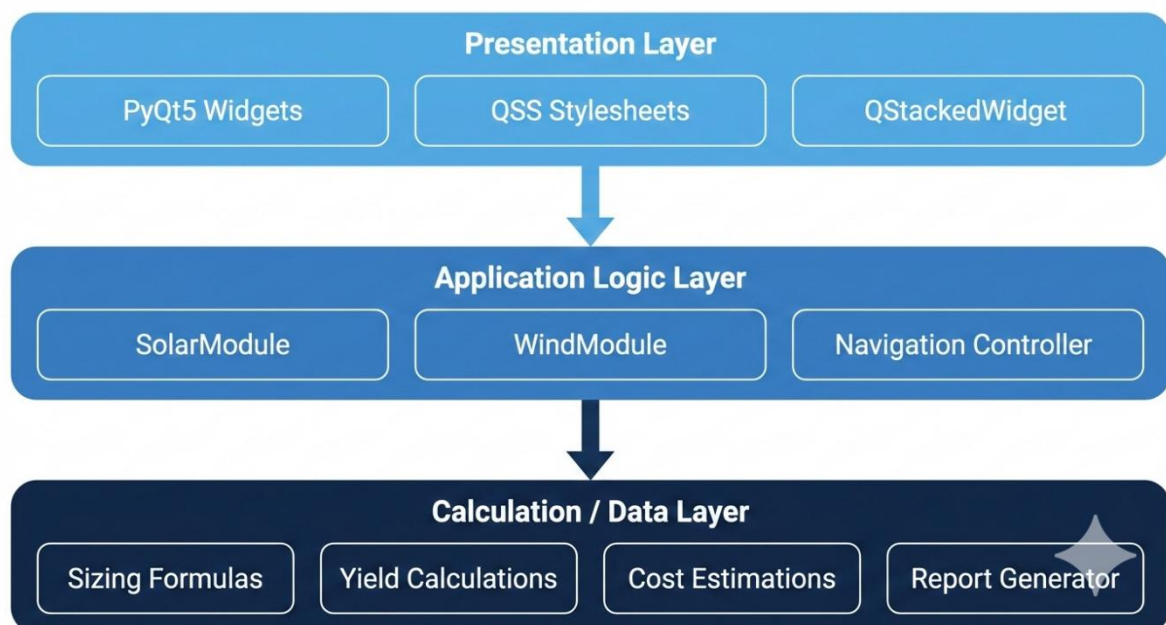 Presentation Layer
PyQt5 Widgets
QSS Stylesheets
QStackedWidget
Application Logic Layer
SolarModule
WindModule
Navigation Controller
Calculation / Data Layer
Sizing Formulas
Yield Calculations
Cost Estimations
Report Generator